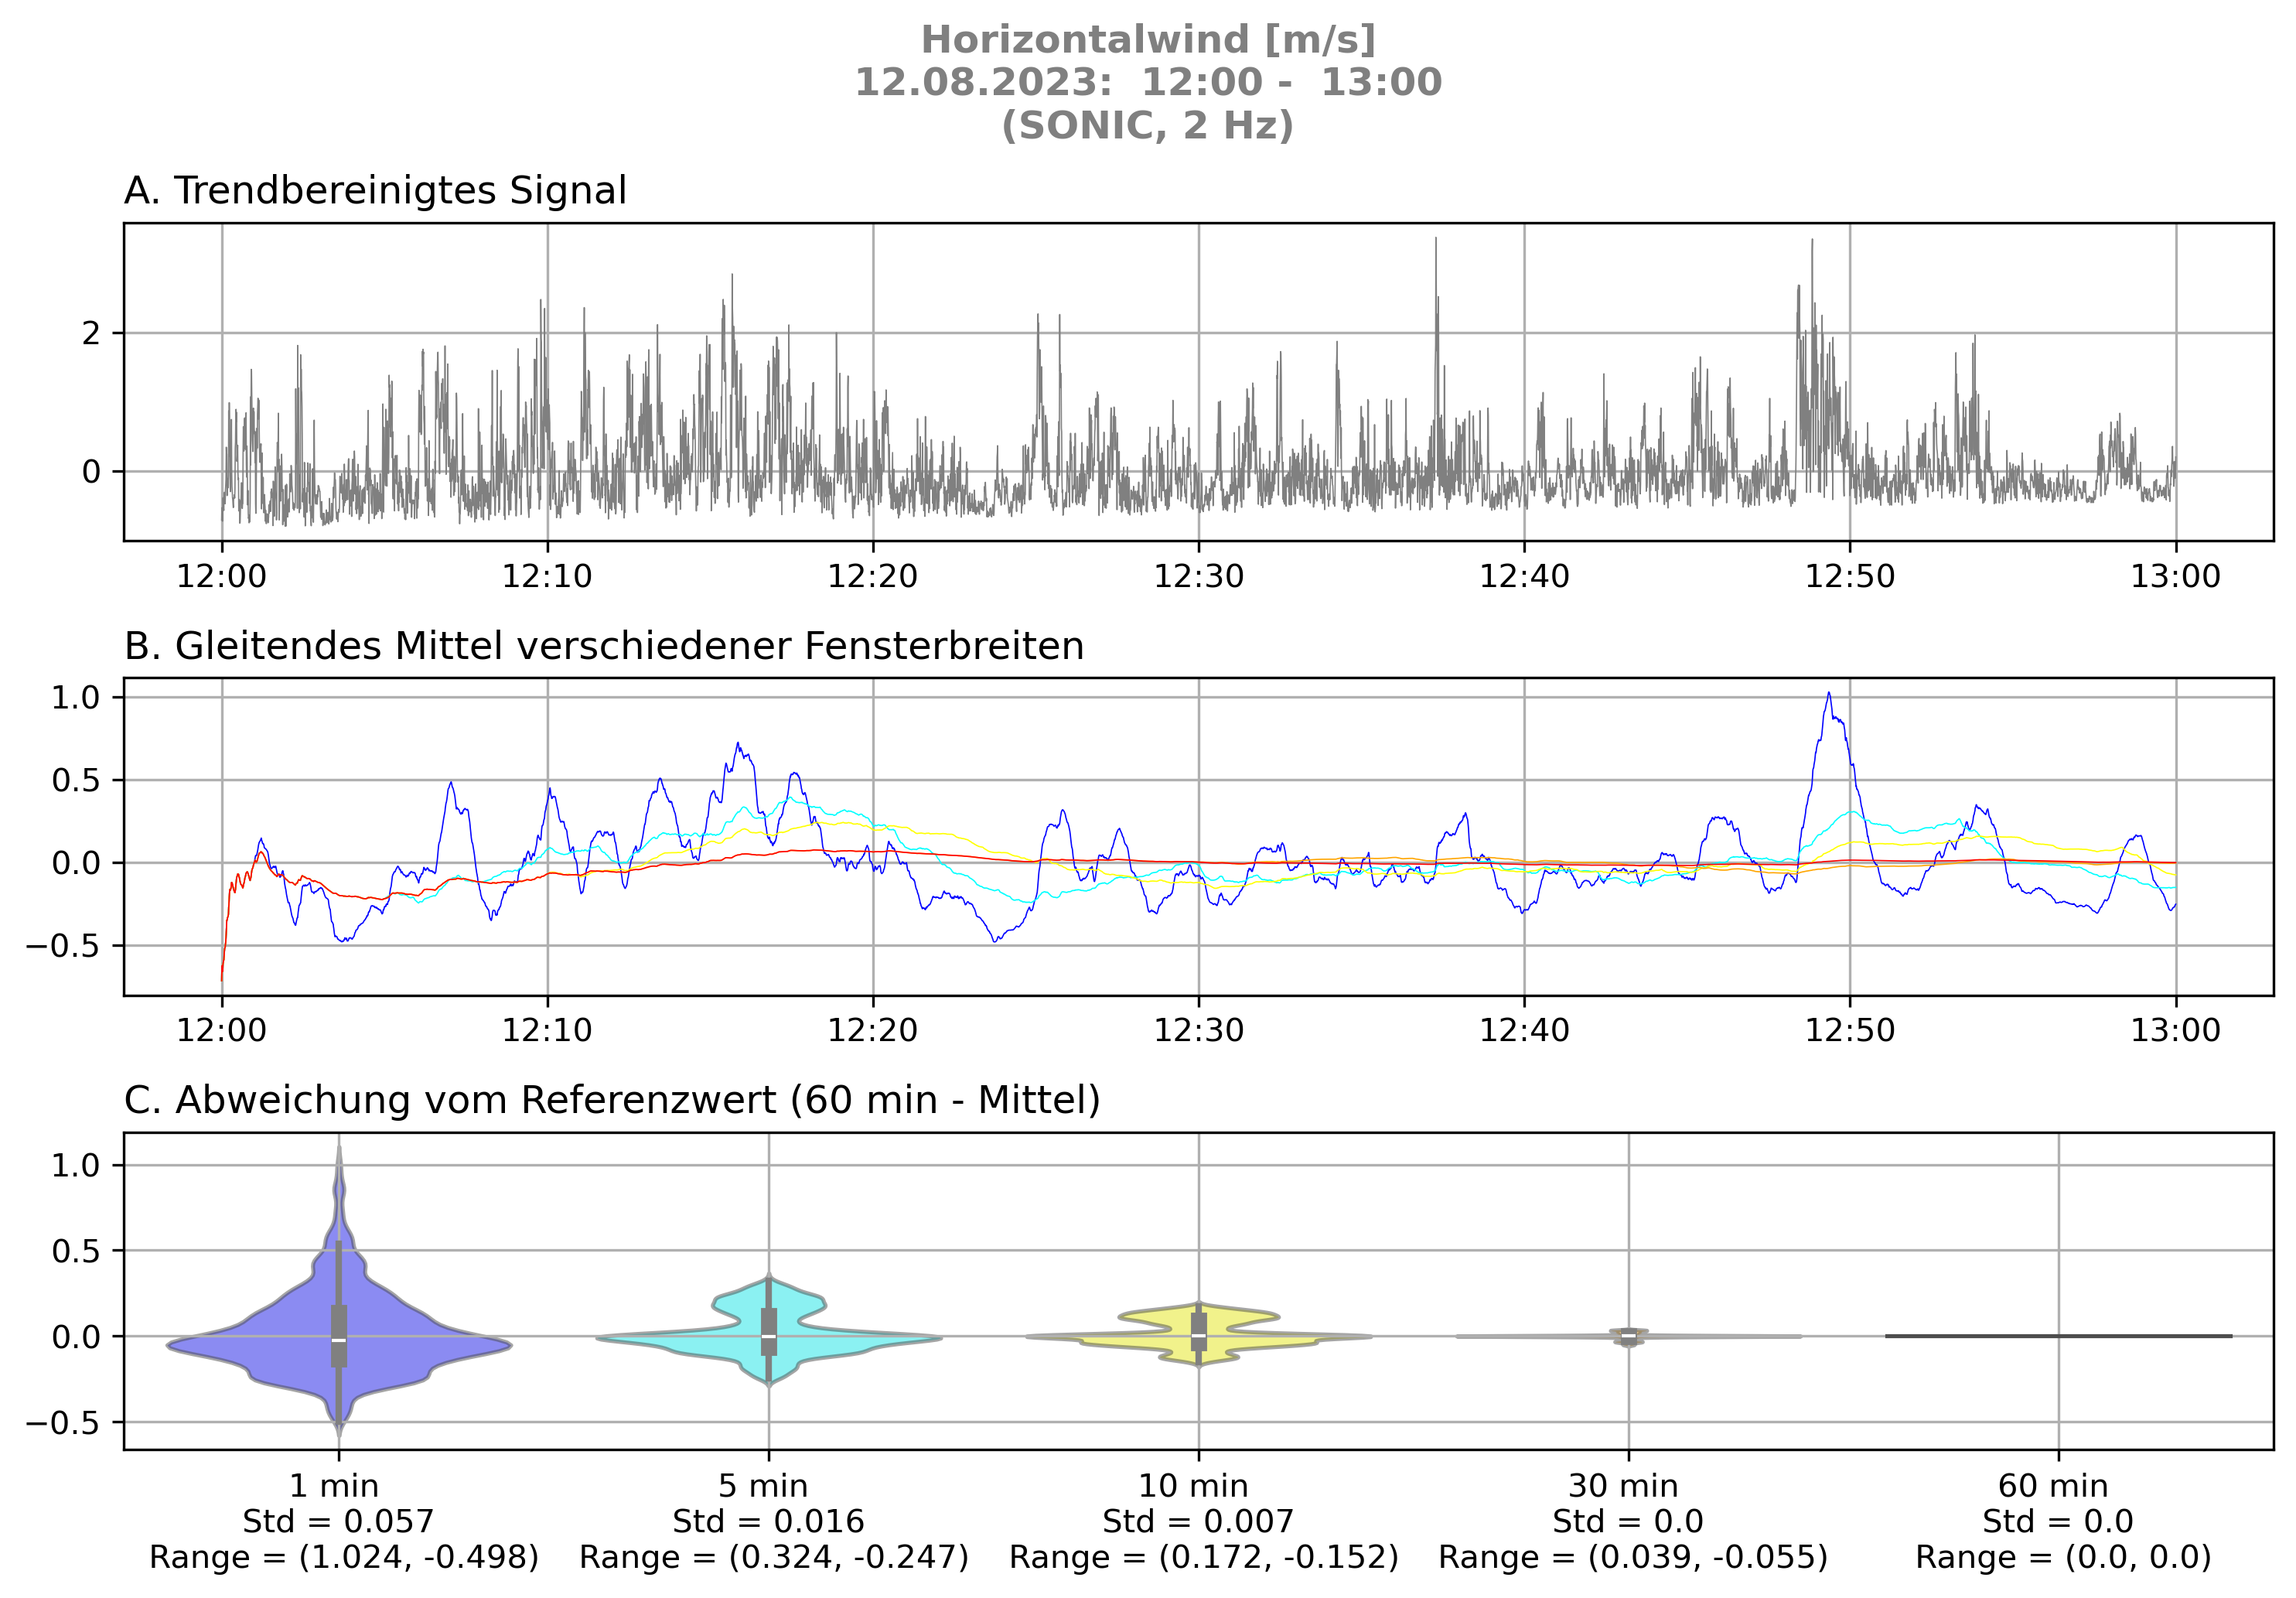 Horizontalwind [m/s]
12.08.2023:  12:00 -  13:00
(SONIC, 2 Hz)
A. Trendbereinigtes Signal
2
0
12:00 12:10 12:20 12:30 12:40 12:50 13:00
B. Gleitendes Mittel verschiedener Fensterbreiten
1.0
0.5
0.0
−0.5
12:00 12:10 12:20 12:30 12:40 12:50 13:00
C. Abweichung vom Referenzwert (60 min - Mittel)
1.0
0.5
0.0
−0.5
1 min 5 min 10 min 30 min 60 min
Std = 0.057 Std = 0.016 Std = 0.007 Std = 0.0 Std = 0.0
Range = (1.024, -0.498) Range = (0.324, -0.247) Range = (0.172, -0.152) Range = (0.039, -0.055) Range = (0.0, 0.0)